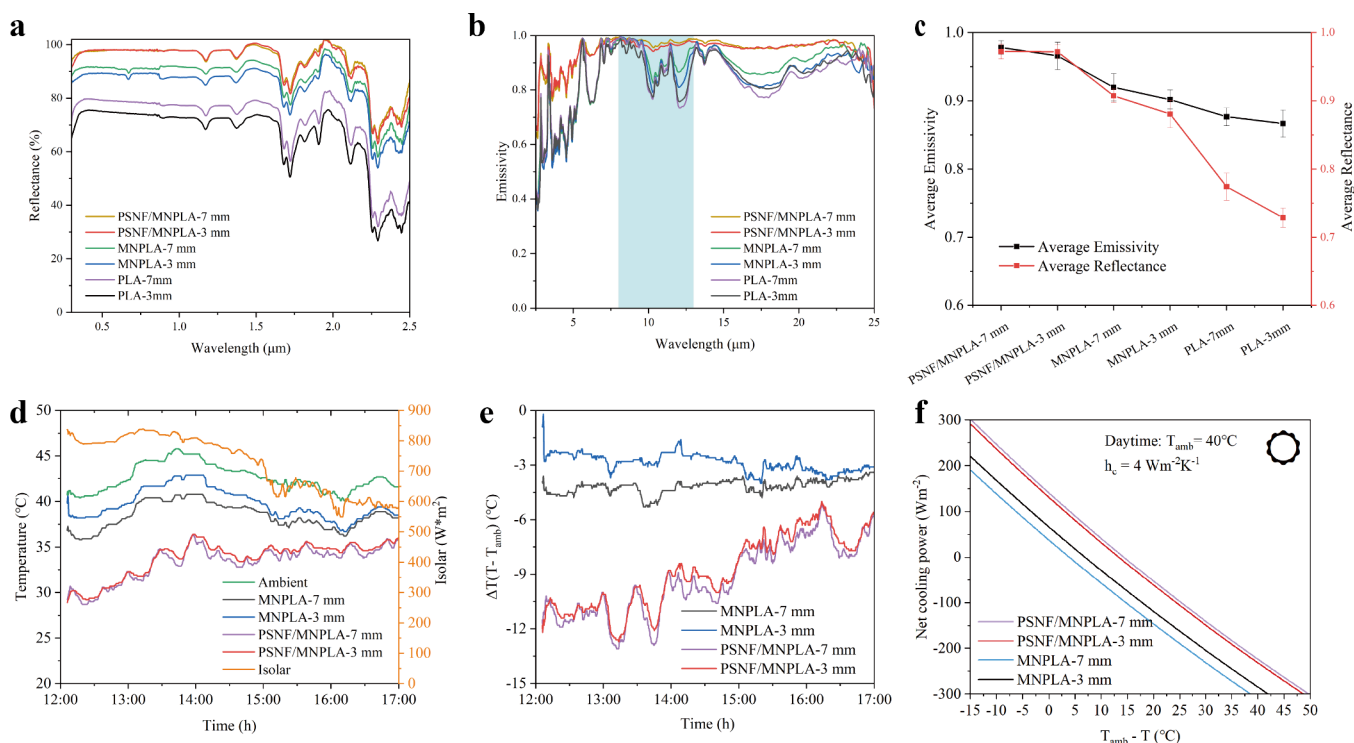 a
Reflectance (%)
100
80
60
40
20
0
PSNF/MNPLA-7 mm
PSNF/MNPLA-3 mm
MNPLA-7 mm
MNPLA-3 mm
PLA-7mm
PLA-3mm
0.5 1.0 1.5 2.0 2.5
Wavelength (μm)
b
Emissivity
1.0
0.8
0.6
0.4
0.2
0.0
PSNF/MNPLA-7 mm
PSNF/MNPLA-3 mm
MNPLA-7 mm
MNPLA-3 mm
PLA-7mm
PLA-3mm
5 10 15 20 25
Wavelength (μm)
c
Average Emissivity
1.0
0.9
0.8
0.7
0.6
Average Emissivity
Average Reflectance
1.0
0.9
0.8
0.7
0.6
Average Reflectance
PSNF/MNPLA-7 mm
PSNF/MNPLA-3 mm
MNPLA-7 mm
MNPLA-3 mm
PLA-7mm
PLA-3mm
d
Temperature (℃)
50
45
40
35
30
25
20
Ambient
MNPLA-7 mm
MNPLA-3 mm
PSNF/MNPLA-7 mm
PSNF/MNPLA-3 mm
Isolar
900
800
700
600
500
400
300
200
100
0
Isolar (W*m²)
12:00 13:00 14:00 15:00 16:00 17:00
Time (h)
e
ΔT(T- Tamb) (℃)
0
-3
-6
-9
-12
-15
MNPLA-7 mm
MNPLA-3 mm
PSNF/MNPLA-7 mm
PSNF/MNPLA-3 mm
12:00 13:00 14:00 15:00 16:00 17:00
Time (h)
f
Net cooling power (Wm⁻²)
300
200
100
0
-100
-200
-300
Daytime: Tamb= 40℃
hc = 4 Wm⁻²K⁻¹
PSNF/MNPLA-7 mm
PSNF/MNPLA-3 mm
MNPLA-7 mm
MNPLA-3 mm
-15 -10 -5 0 5 10 15 20 25 30 35 40 45 50
Tamb - T (℃)